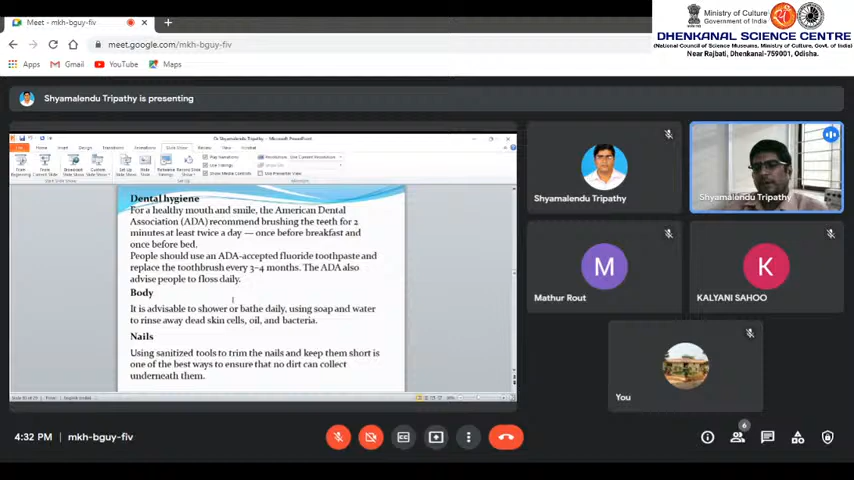 Meet - mkh-bguy-fiv
meet.google.com/mkh-bguy-fiv
Apps
Gmail
YouTube
Maps
Ministry of Culture
Government of India
DHENKANAL SCIENCE CENTRE
(National Council of Science Museums, Ministry of Culture, Govt. of India)
Near Rajbati, Dhenkanal-759001, Odisha.
Shyamalendu Tripathy is presenting
Dr Shyamalendu Tripathy - Microsoft PowerPoint
Dental hygiene
For a healthy mouth and smile, the American Dental
Association (ADA) recommend brushing the teeth for 2
minutes at least twice a day — once before breakfast and
once before bed.
People should use an ADA-accepted fluoride toothpaste and
replace the toothbrush every 3–4 months. The ADA also
advise people to floss daily.
Body
It is advisable to shower or bathe daily, using soap and water
to rinse away dead skin cells, oil, and bacteria.
Nails
Using sanitized tools to trim the nails and keep them short is
one of the best ways to ensure that no dirt can collect
underneath them.
Shyamalendu Tripathy
Shyamalendu Tripathy
M
Mathur Rout
K
KALYANI SAHOO
You
4:32 PM
mkh-bguy-fiv
6